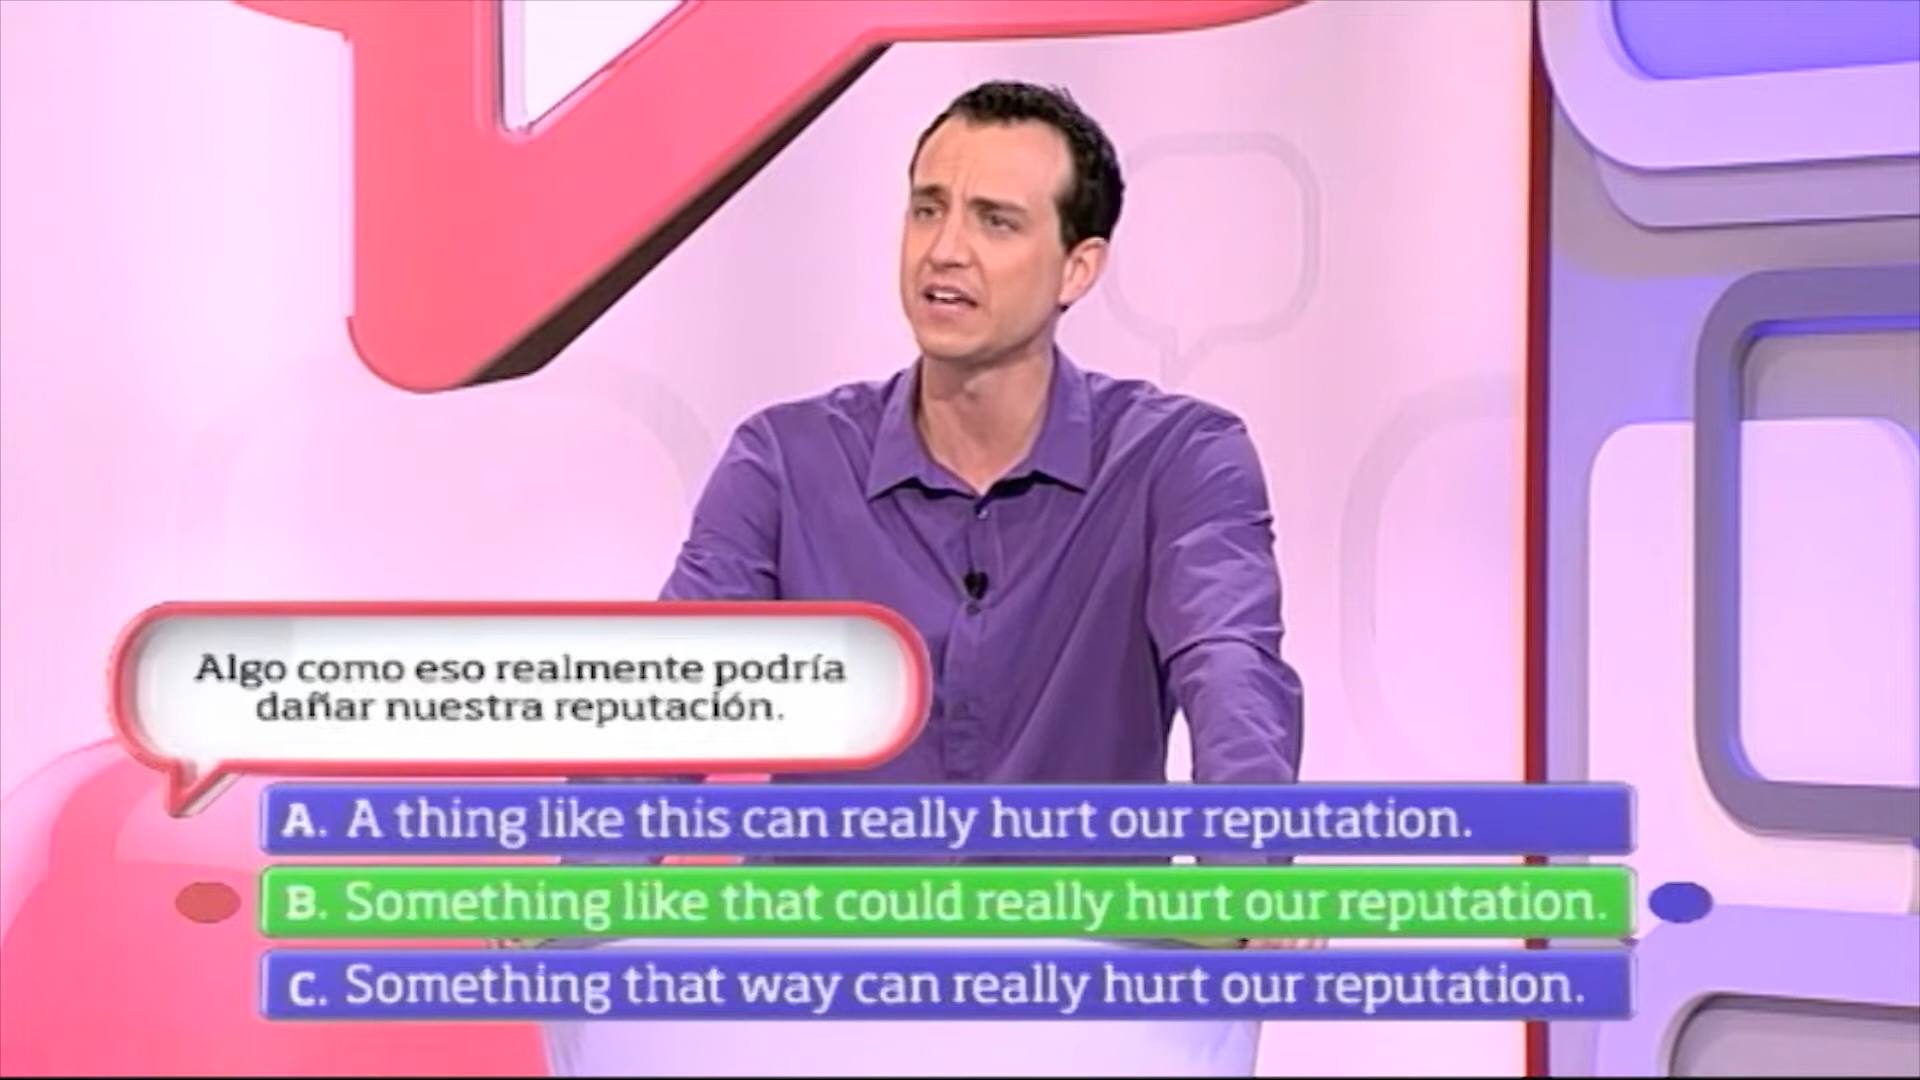 Algo como eso realmente podría
dañar nuestra reputación.
A. A thing like this can really hurt our reputation.
B. Something like that could really hurt our reputation.
C. Something that way can really hurt our reputation.